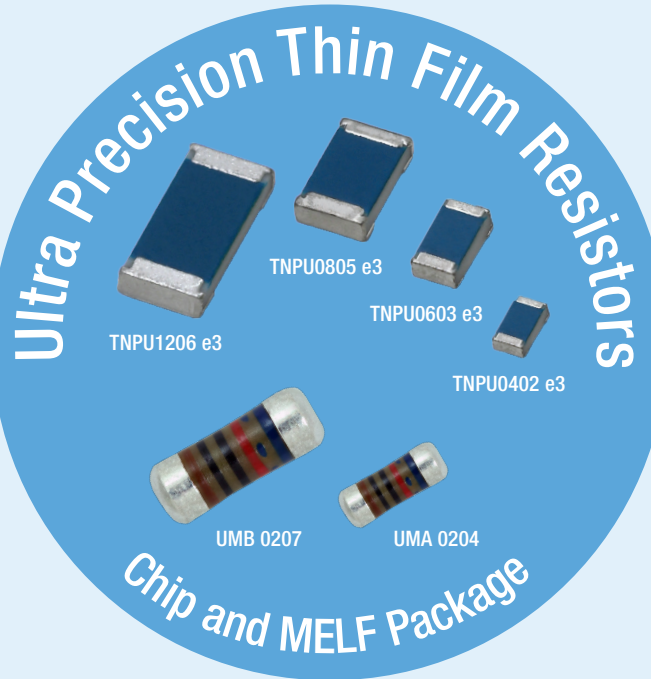 Ultra Precision Thin Film Resistors
TNPU0805 e3
TNPU0603 e3
TNPU1206 e3
TNPU0402 e3
UMB 0207
UMA 0204
Chip and MELF Package